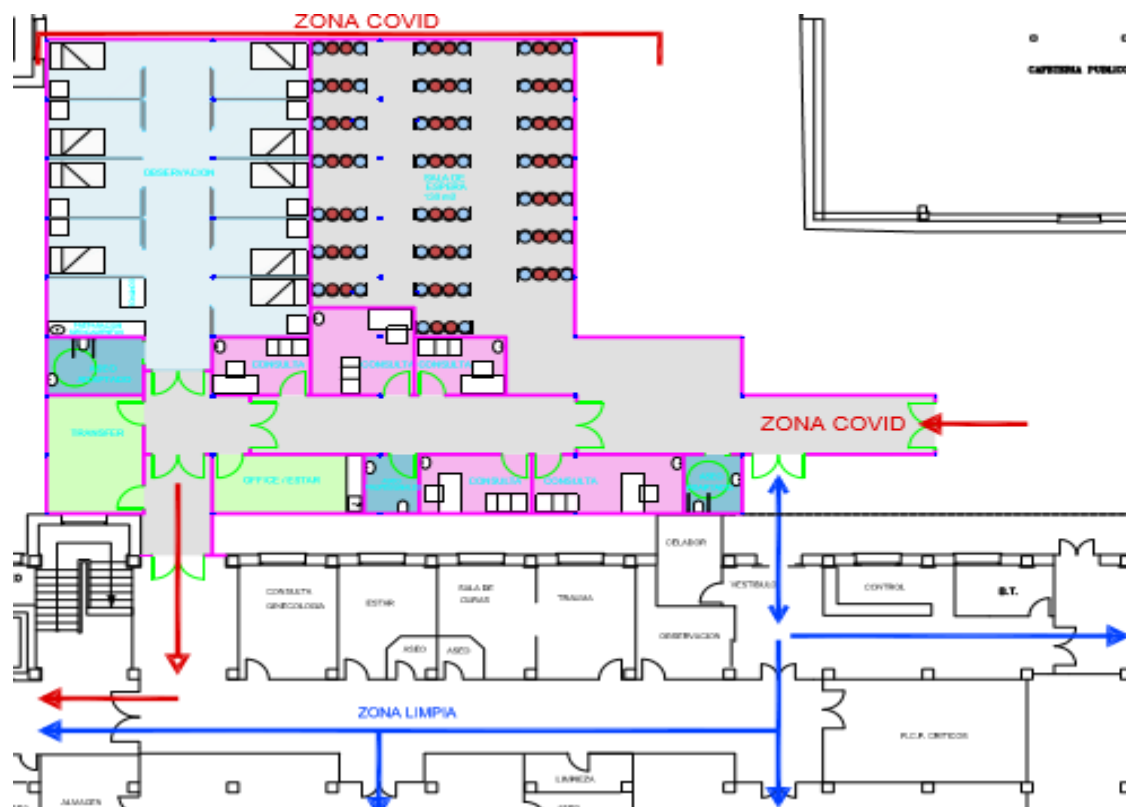 ZONA COVID
CAFETERIA PUBLICO
OBSERVACION
SALA DE
ESPERA
CONSULTA
CONSULTA
CONSULTA
TRANSFER
ZONA COVID
OFFICE / ESTAR
CONSULTA
CONSULTA
CELADOR
CONSULTA
GINECOLOGIA
ESTAR
SALA DE
CURAS
TRAUMA
VESTIBULO
CONTROL
B.T.
OBSERVACION
ASEO
ASEO
ZONA LIMPIA
R.C.P. CRITICOS
LIMPIEZA
ALMACEN